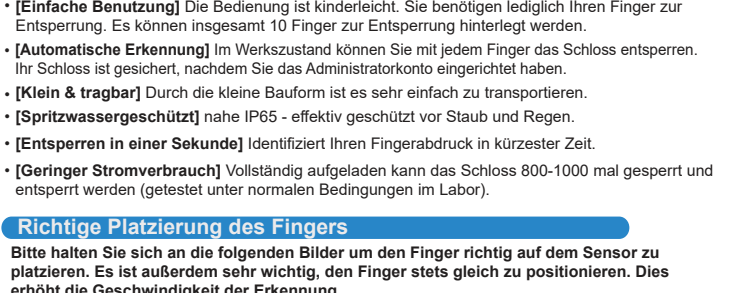 • [Einfache Benutzung] Die Bedienung ist kinderleicht. Sie benötigen lediglich Ihren Finger zur
Entsperrung. Es können insgesamt 10 Finger zur Entsperrung hinterlegt werden.
• [Automatische Erkennung] Im Werkszustand können Sie mit jedem Finger das Schloss entsperren.
Ihr Schloss ist gesichert, nachdem Sie das Administratorkonto eingerichtet haben.
• [Klein & tragbar] Durch die kleine Bauform ist es sehr einfach zu transportieren.
• [Spritzwassergeschützt] nahe IP65 - effektiv geschützt vor Staub und Regen.
• [Entsperren in einer Sekunde] Identifiziert Ihren Fingerabdruck in kürzester Zeit.
• [Geringer Stromverbrauch] Vollständig aufgeladen kann das Schloss 800-1000 mal gesperrt und
entsperrt werden (getestet unter normalen Bedingungen im Labor).
Richtige Platzierung des Fingers
Bitte halten Sie sich an die folgenden Bilder um den Finger richtig auf dem Sensor zu
platzieren. Es ist außerdem sehr wichtig, den Finger stets gleich zu positionieren. Dies
erhöht die Geschwindigkeit der Erkennung.